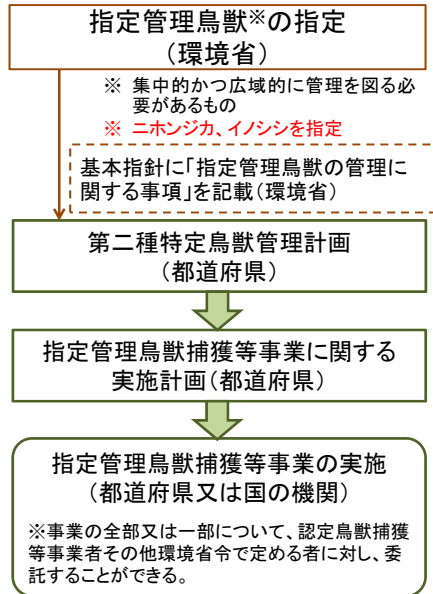 指定管理鳥獣※の指定
(環境省)
※ 集中的かつ広域的に管理を図る必
要があるもの
※ ニホンジカ、イノシシを指定
基本指針に「指定管理鳥獣の管理に
関する事項」を記載(環境省)
第二種特定鳥獣管理計画
(都道府県)
指定管理鳥獣捕獲等事業に関する
実施計画(都道府県)
指定管理鳥獣捕獲等事業の実施
(都道府県又は国の機関)
※事業の全部又は一部について、認定鳥獣捕獲
等事業者その他環境省令で定める者に対し、委
託することができる。